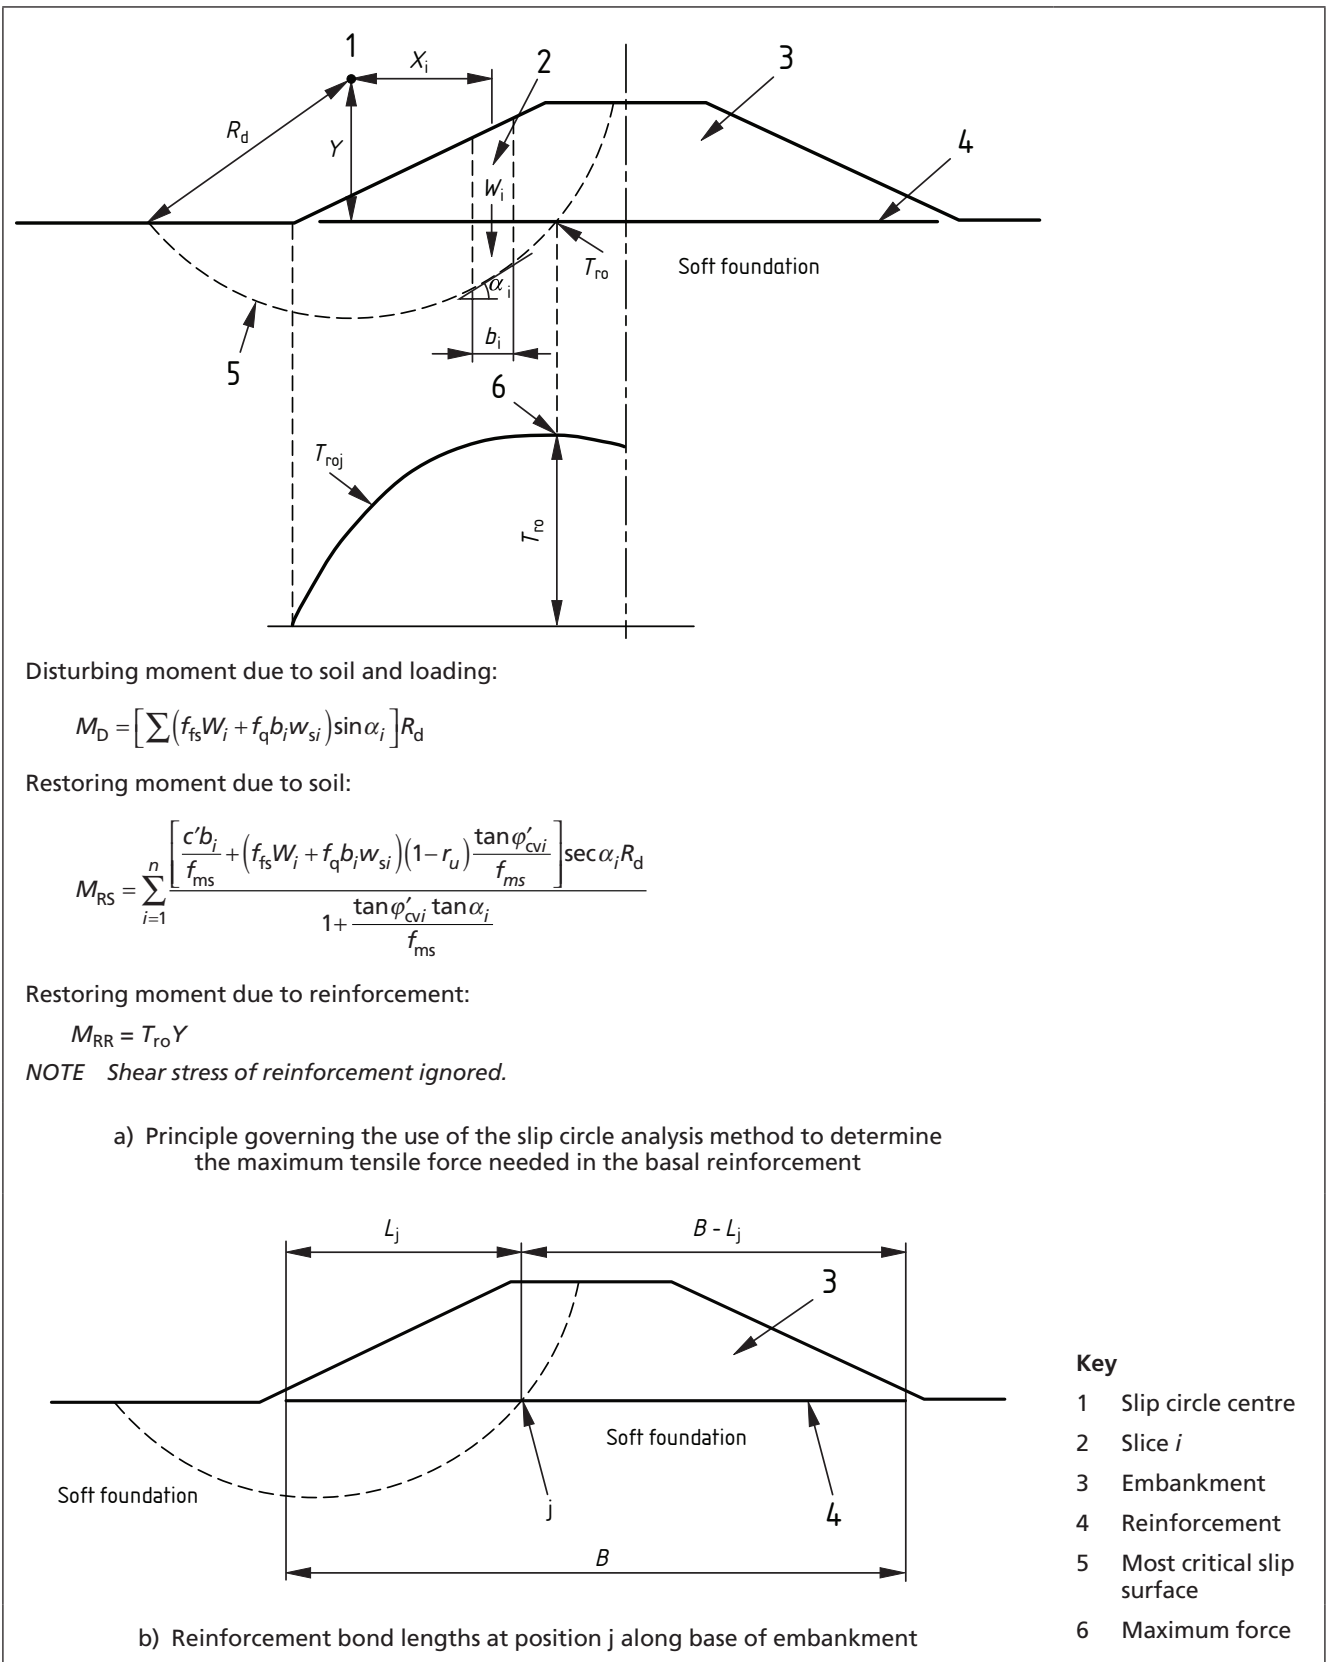 1
X_i
2
3
R_d
Y
4
W_i
T_ro
Soft foundation
α_i
b_i
5
6
T_roj
T_ro
Disturbing moment due to soil and loading:
M_D = [∑(f_fs W_i + f_q b_i w_si) sin α_i] R_d
Restoring moment due to soil:
M_RS = ∑_{i=1}^{n} [c′b_i / f_ms + (f_fs W_i + f_q b_i w_si)(1 − r_u) tan φ′_cvi / f_ms] sec α_i R_d / (1 + tan φ′_cvi tan α_i / f_ms)
Restoring moment due to reinforcement:
M_RR = T_ro Y
NOTE Shear stress of reinforcement ignored.
a) Principle governing the use of the slip circle analysis method to determine
the maximum tensile force needed in the basal reinforcement
L_j
B - L_j
3
Soft foundation
Soft foundation
j
4
B
b) Reinforcement bond lengths at position j along base of embankment
Key
1 Slip circle centre
2 Slice i
3 Embankment
4 Reinforcement
5 Most critical slip
surface
6 Maximum force